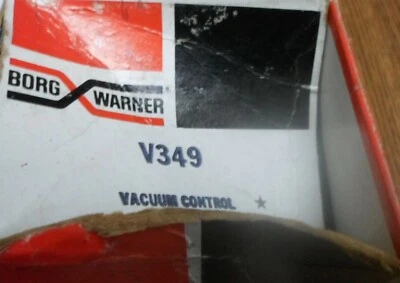 BORG
WARNER
V349
VACUUM CONTROL